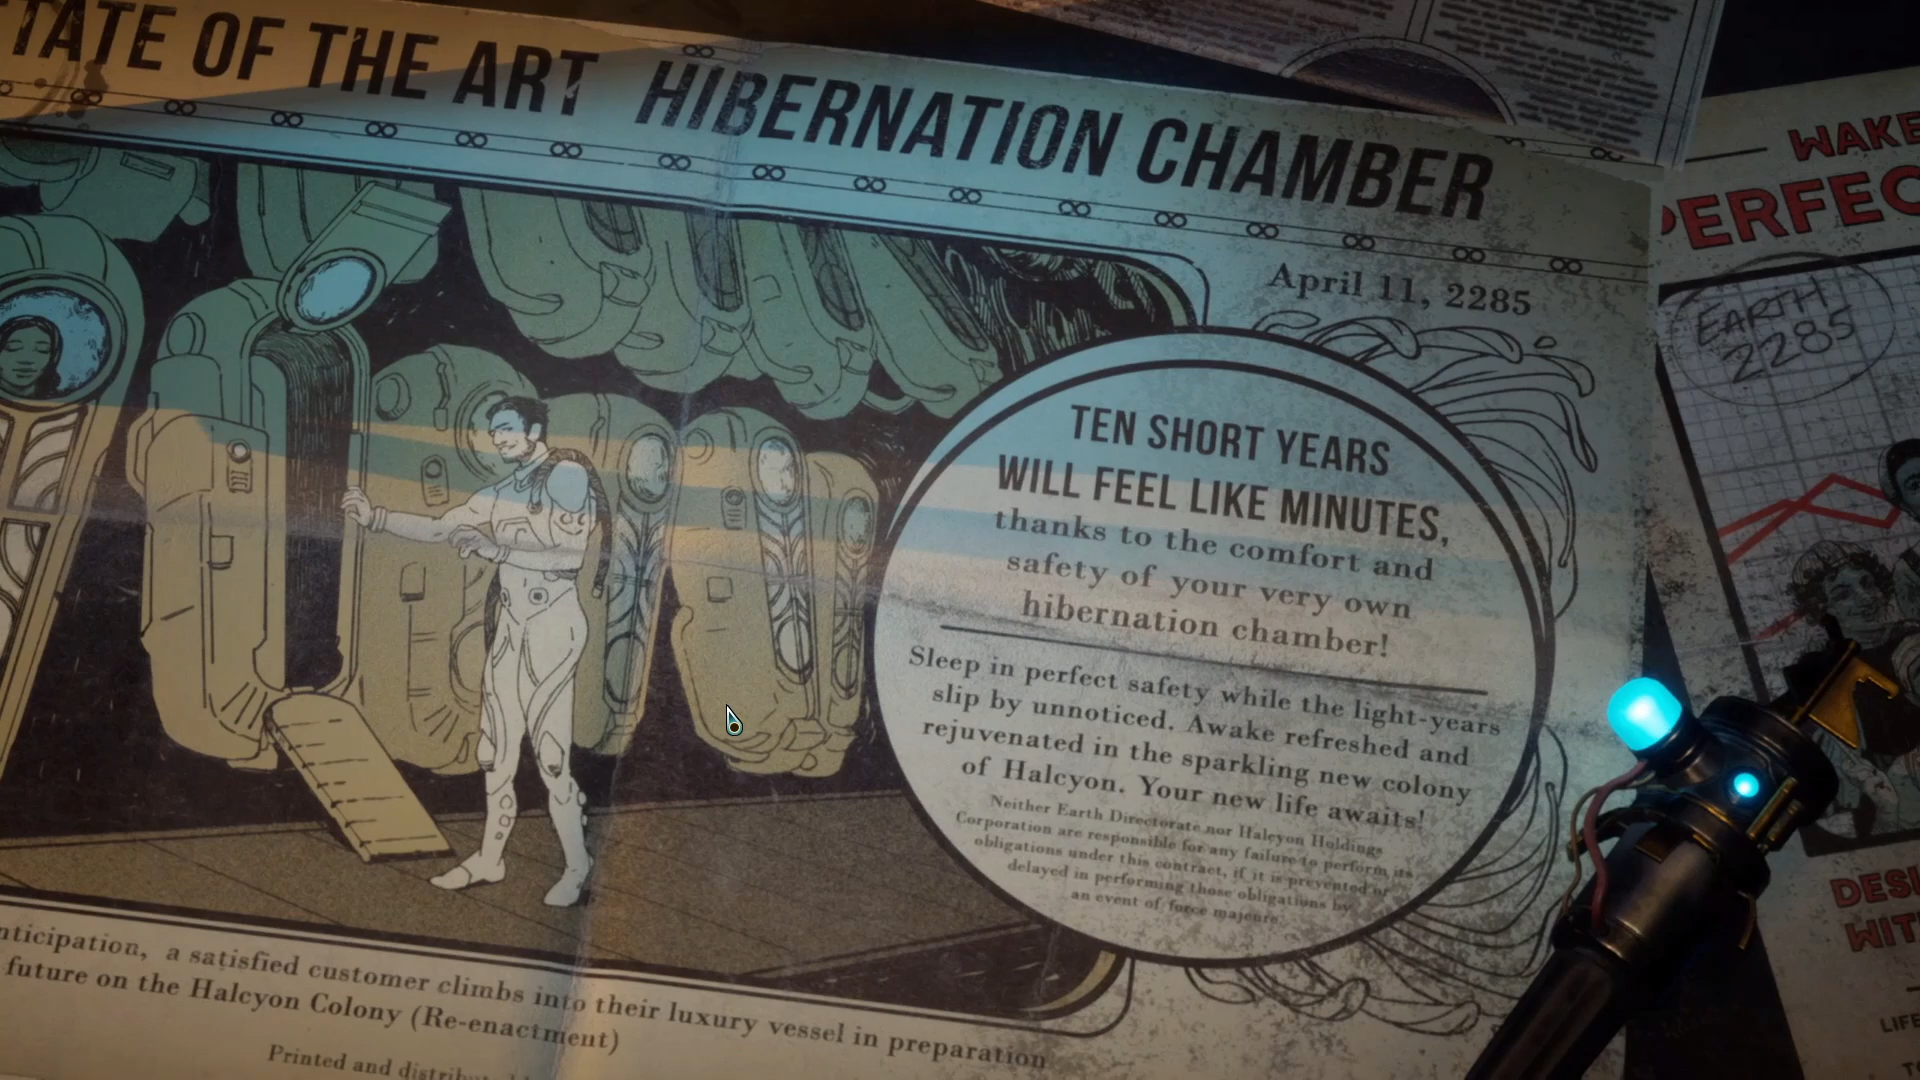 TATE OF THE ART HIBERNATION CHAMBER
April 11, 2285
TEN SHORT YEARS
WILL FEEL LIKE MINUTES,
thanks to the comfort and
safety of your very own
hibernation chamber!
Sleep in perfect safety while the light-years
slip by unnoticed. Awake refreshed and
rejuvenated in the sparkling new colony
of Halcyon. Your new life awaits!
Neither Earth Directorate nor Halcyon Holdings
Corporation are responsible for any failure to perform its
obligations under this contract, if it is prevented or
delayed in performing those obligations by
an event of force majeure.
nticipation, a satisfied customer climbs into their luxury vessel in preparation
future on the Halcyon Colony (Re-enactment)
Printed and distribu
WAKE
PERFEC
EARTH
2285
DESI
WIT
LIFE